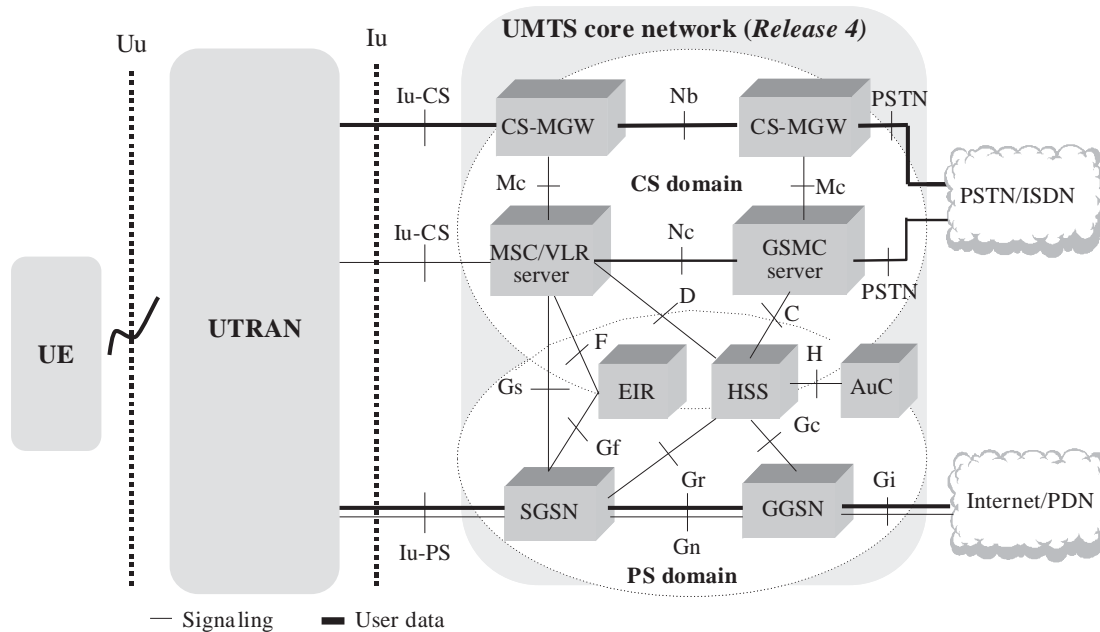 UMTS core network (Release 4)
Uu
Iu
Iu-CS
CS-MGW
Nb
CS-MGW
PSTN
Mc
CS domain
Mc
PSTN/ISDN
Iu-CS
MSC/VLR
server
Nc
GSMC
server
PSTN
D
C
UE
UTRAN
F
H
Gs
EIR
HSS
AuC
Gf
Gc
Gr
SGSN
GGSN
Gi
Internet/PDN
Iu-PS
Gn
PS domain
Signaling
User data